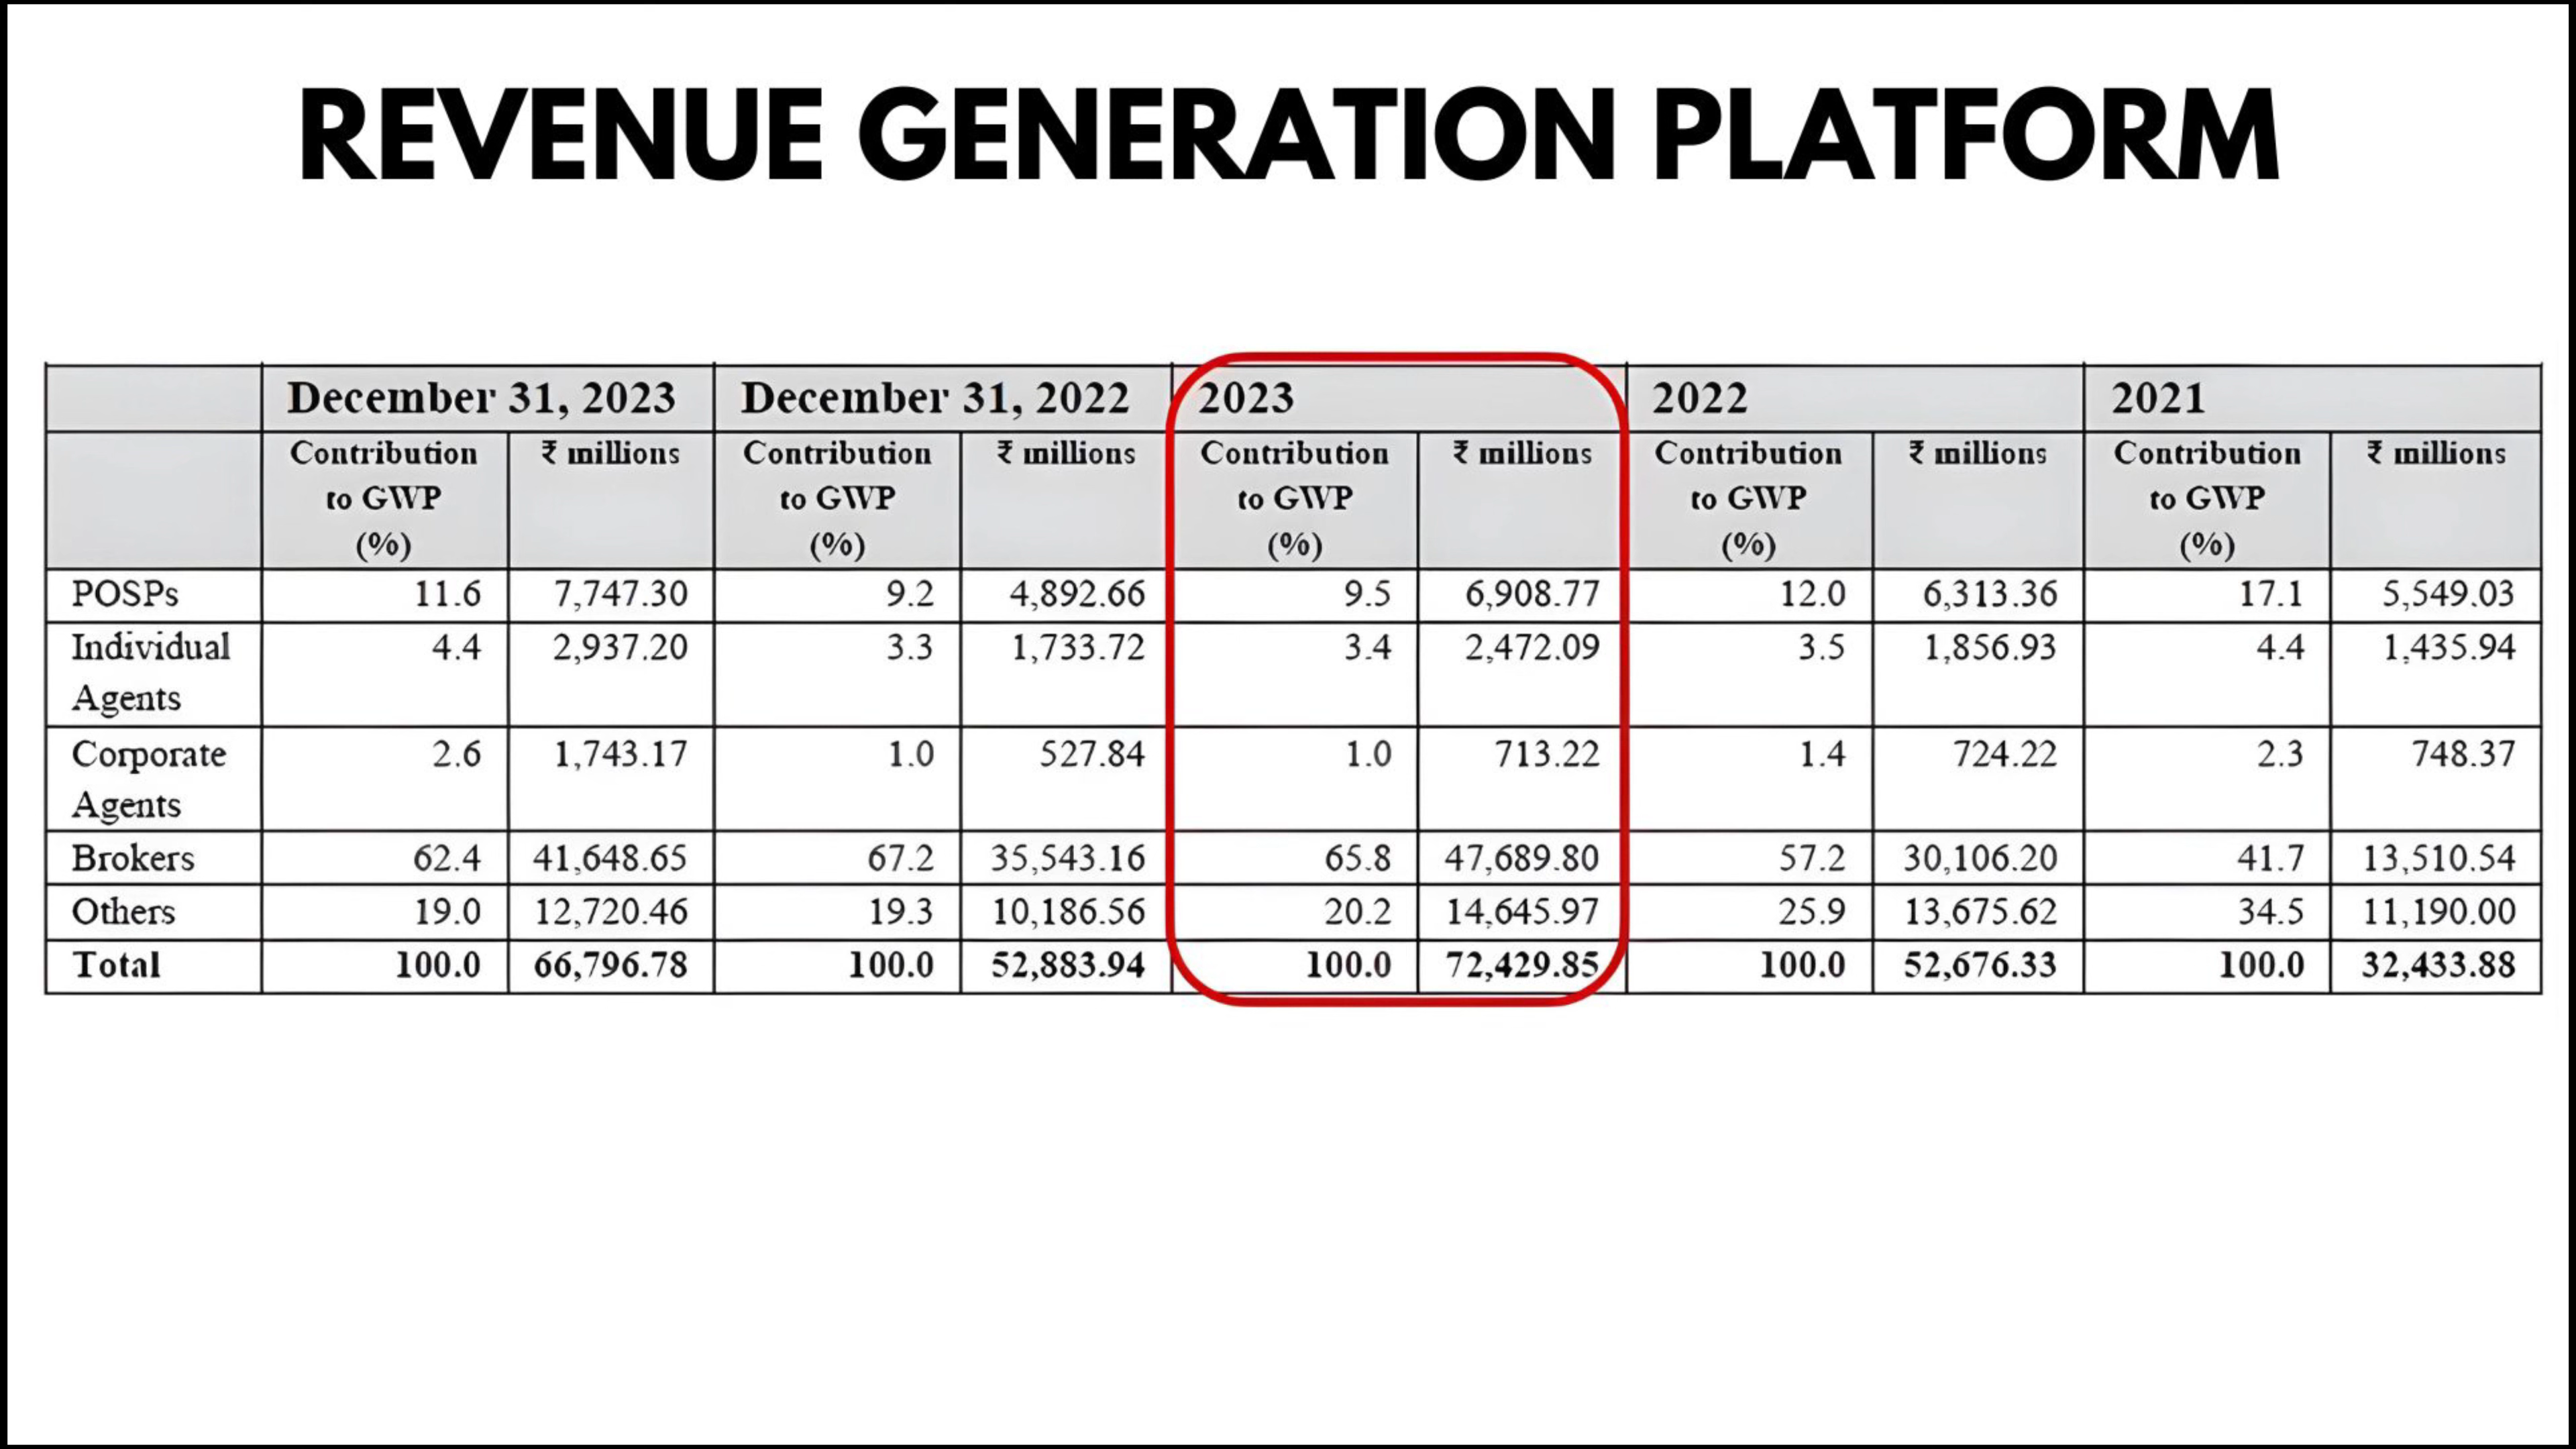 REVENUE GENERATION PLATFORM
December 31, 2023 December 31, 2022 2023 2022 2021
Contribution to GWP (%) ₹ millions Contribution to GWP (%) ₹ millions Contribution to GWP (%) ₹ millions Contribution to GWP (%) ₹ millions Contribution to GWP (%) ₹ millions
POSPs 11.6 7,747.30 9.2 4,892.66 9.5 6,908.77 12.0 6,313.36 17.1 5,549.03
Individual Agents 4.4 2,937.20 3.3 1,733.72 3.4 2,472.09 3.5 1,856.93 4.4 1,435.94
Corporate Agents 2.6 1,743.17 1.0 527.84 1.0 713.22 1.4 724.22 2.3 748.37
Brokers 62.4 41,648.65 67.2 35,543.16 65.8 47,689.80 57.2 30,106.20 41.7 13,510.54
Others 19.0 12,720.46 19.3 10,186.56 20.2 14,645.97 25.9 13,675.62 34.5 11,190.00
Total 100.0 66,796.78 100.0 52,883.94 100.0 72,429.85 100.0 52,676.33 100.0 32,433.88